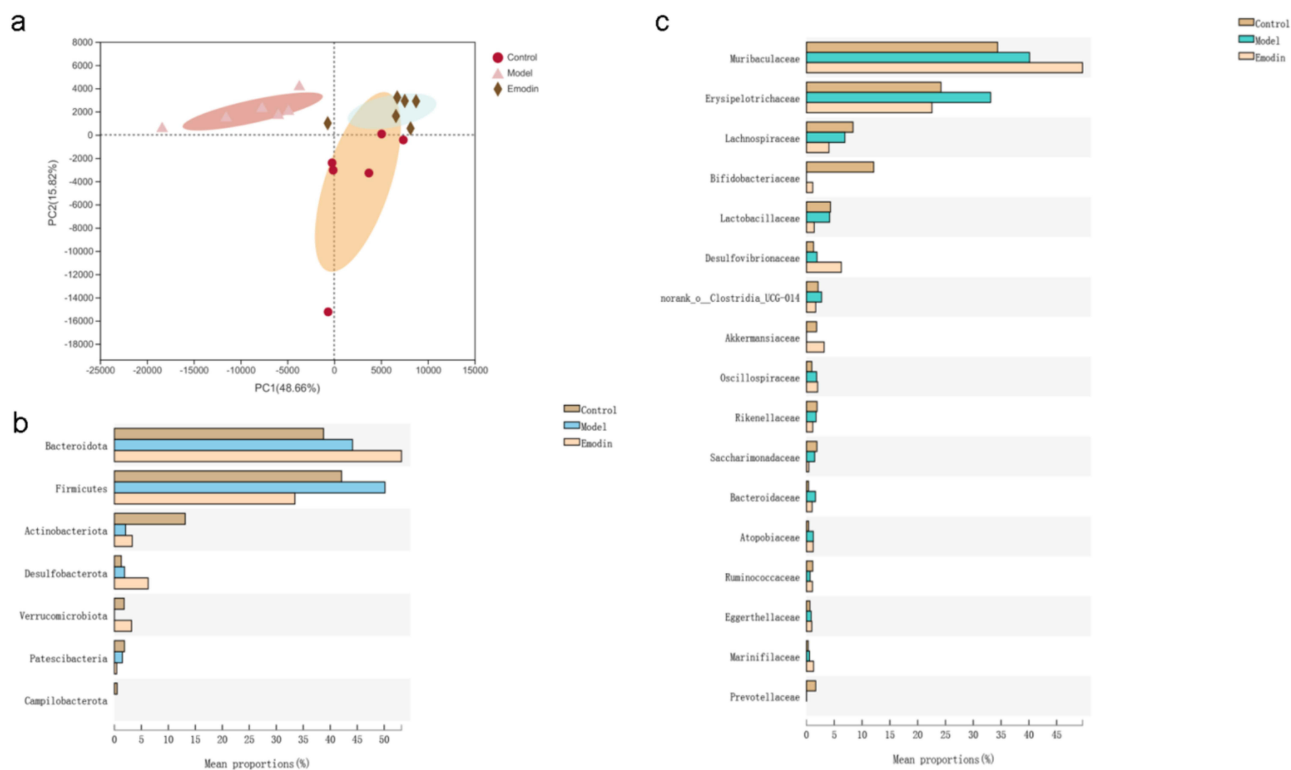 a
8000
6000
4000
2000
0
-2000
-4000
-6000
-8000
-10000
-12000
-14000
-16000
-18000
PC2(15.82%)
-25000 -20000 -15000 -10000 -5000 0 5000 10000 15000
PC1(48.66%)
Control
Model
Emodin
b
Control
Model
Emodin
Bacteroidota
Firmicutes
Actinobacteriota
Desulfobacterota
Verrucomicrobiota
Patescibacteria
Campilobacterota
0 5 10 15 20 25 30 35 40 45 50
Mean proportions(%)
c
Control
Model
Emodin
Muribaculaceae
Erysipelotrichaceae
Lachnospiraceae
Bifidobacteriaceae
Lactobacillaceae
Desulfovibrionaceae
norank_o__Clostridia_UCG-014
Akkermansiaceae
Oscillospiraceae
Rikenellaceae
Saccharimonadaceae
Bacteroidaceae
Atopobiaceae
Ruminococcaceae
Eggerthellaceae
Marinifilaceae
Prevotellaceae
0 5 10 15 20 25 30 35 40 45
Mean proportions(%)